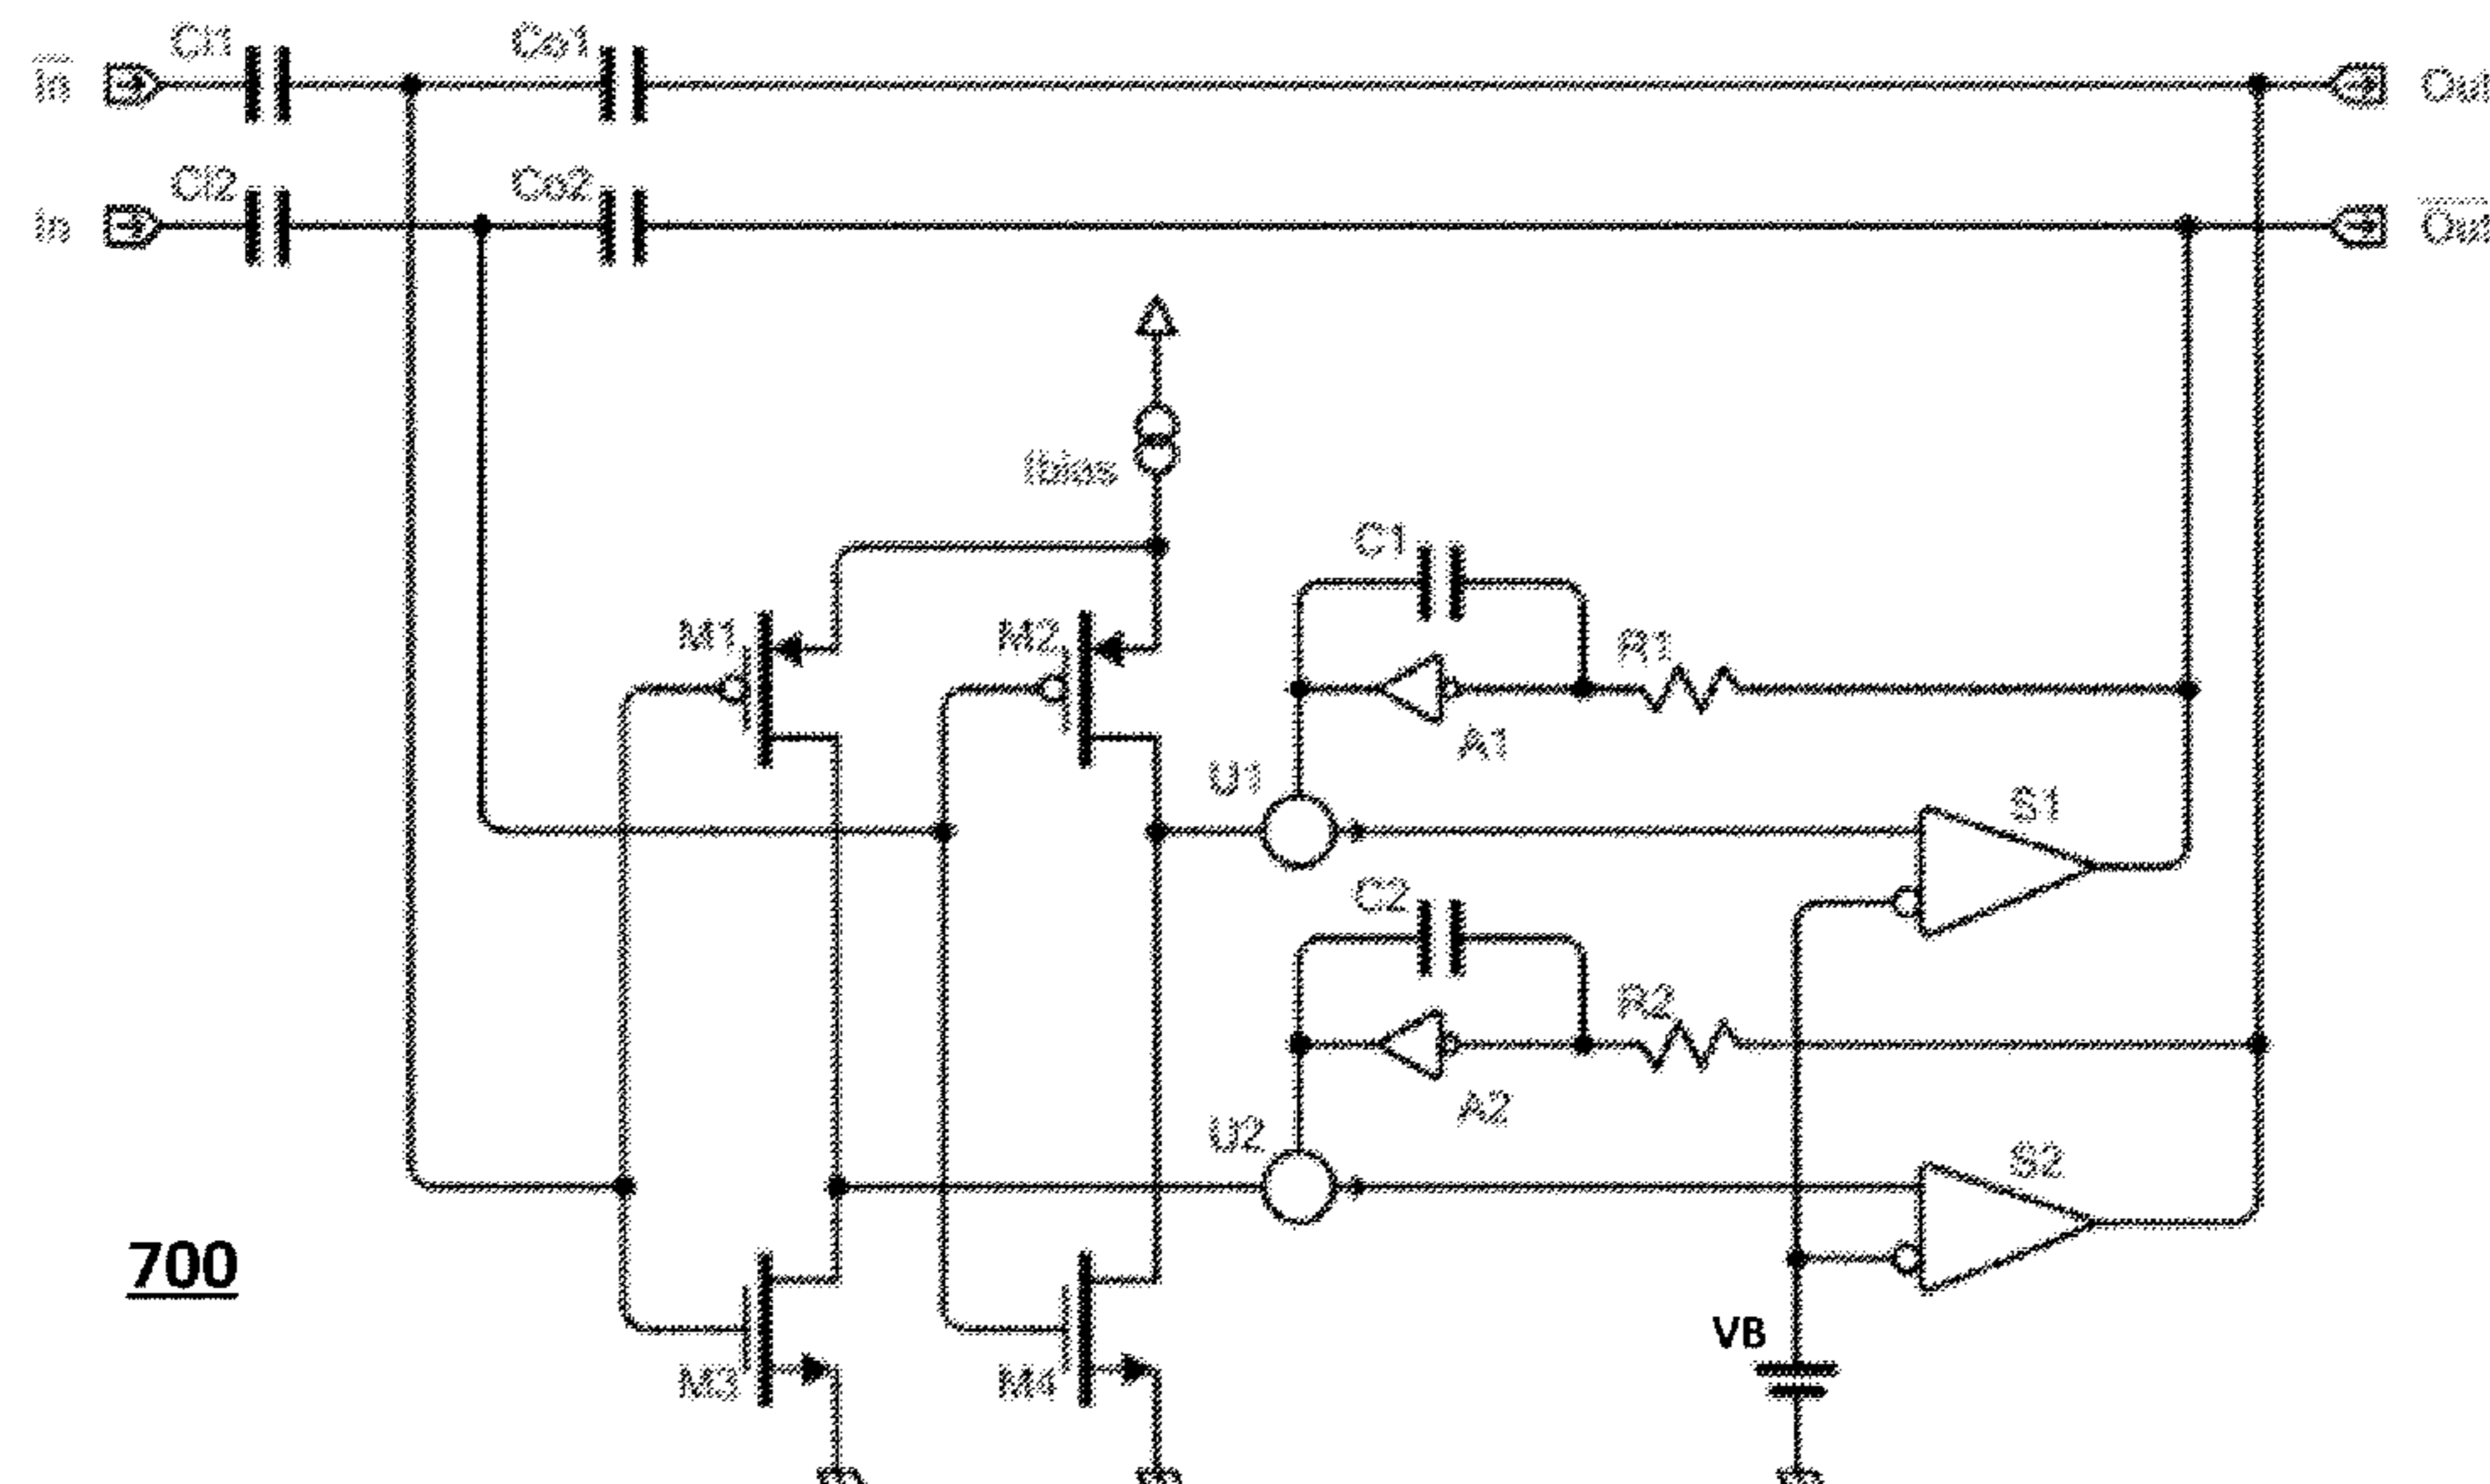 Ci1
Co1
In
Out
Ci2
Co2
In
Out
Ibias
C1
M1
M2
R1
A1
U1
S1
C2
R2
A2
U2
S2
700
VB
M3
M4